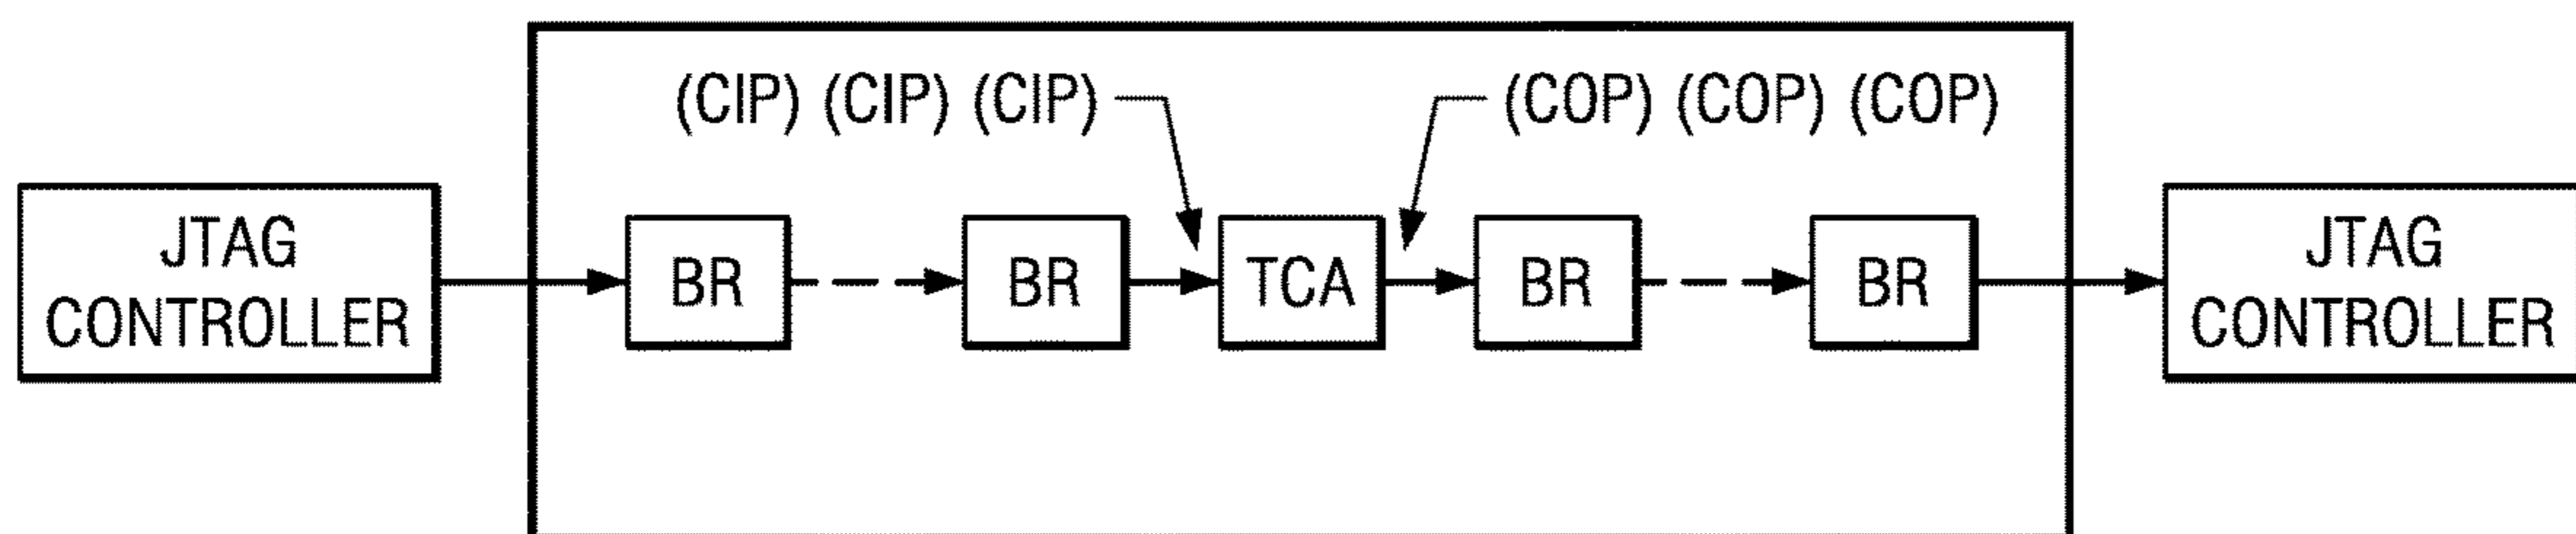 (CIP) (CIP) (CIP)
(COP) (COP) (COP)
JTAG
CONTROLLER
BR
BR
TCA
BR
BR
JTAG
CONTROLLER